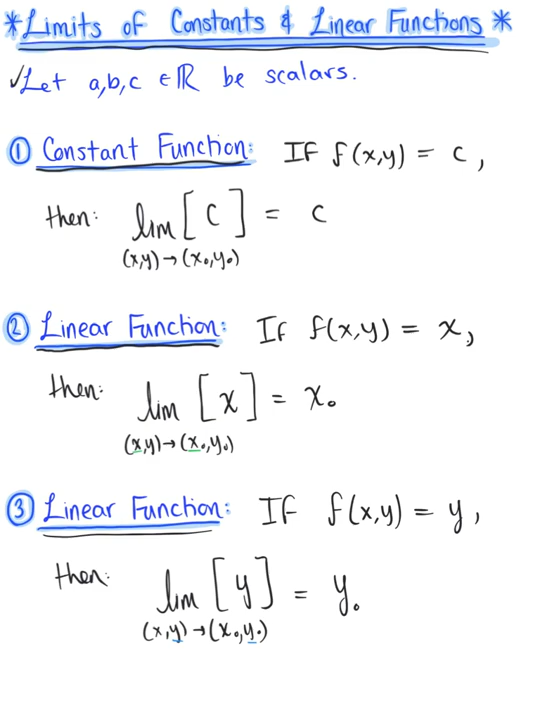 *Limits of Constants & Linear Functions*
✓Let a,b,c ∈ ℝ be scalars.
① Constant Function: IF f(x,y) = c,
then: lim [c] = c
(x,y)→(x₀,y₀)
② Linear Function: If f(x,y) = x,
then: lim [x] = x₀
(x,y)→(x₀,y₀)
③ Linear Function: IF f(x,y) = y,
then: lim [y] = y₀
(x,y)→(x₀,y₀)